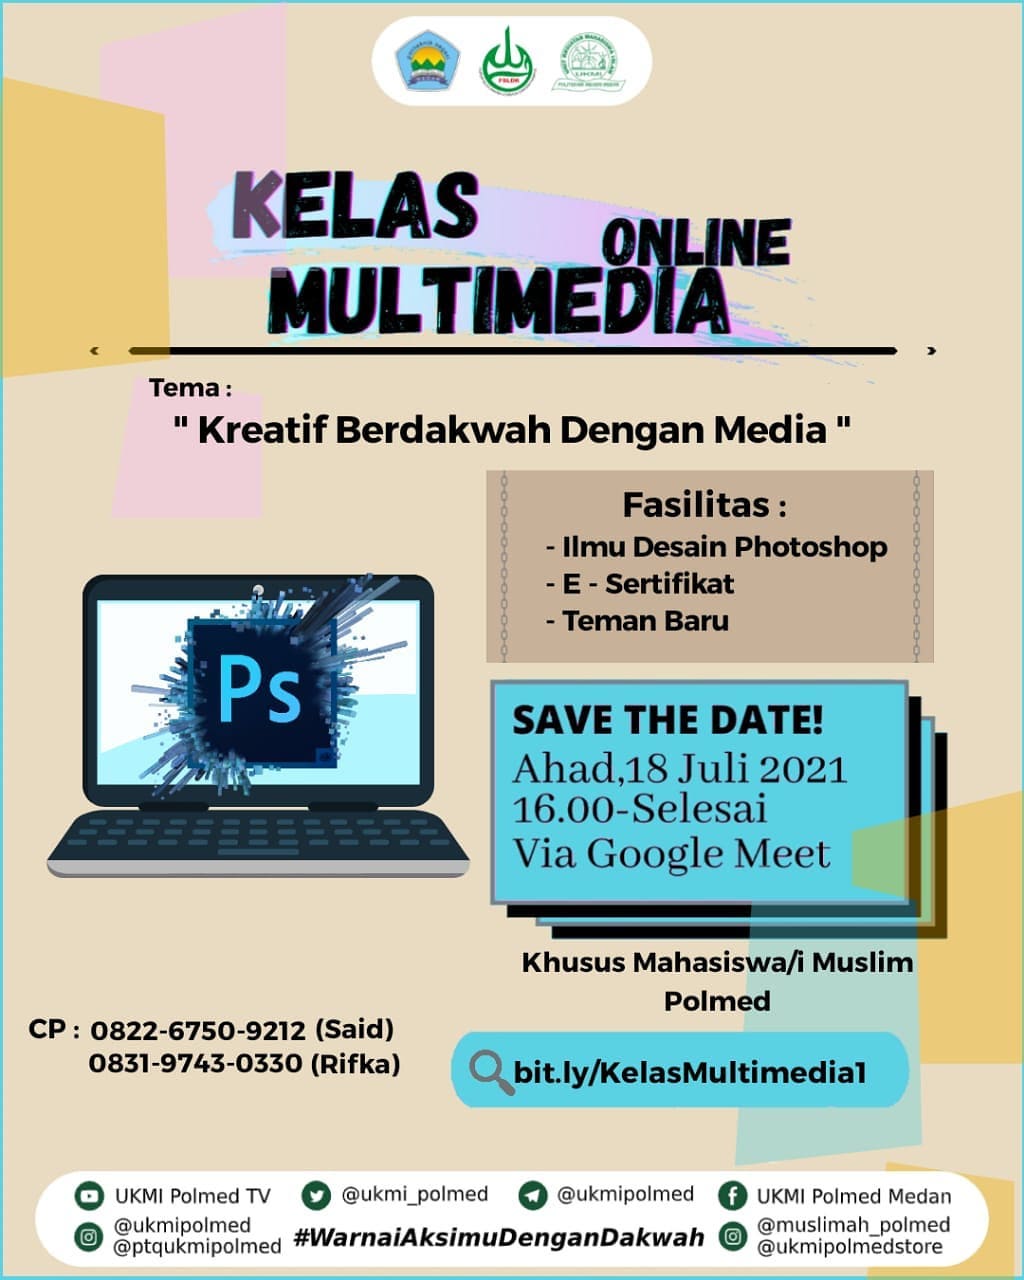 KELAS
ONLINE
MULTIMEDIA
Tema :
" Kreatif Berdakwah Dengan Media "
Fasilitas :
- Ilmu Desain Photoshop
- E - Sertifikat
- Teman Baru
Ps
SAVE THE DATE!
Ahad,18 Juli 2021
16.00-Selesai
Via Google Meet
Khusus Mahasiswa/i Muslim
Polmed
CP : 0822-6750-9212 (Said)
0831-9743-0330 (Rifka)
bit.ly/KelasMultimedia1
UKMI Polmed TV
@ukmi_polmed
@ukmipolmed
UKMI Polmed Medan
@ukmipolmed
@ptqukmipolmed
#WarnaiAksimuDenganDakwah
@muslimah_polmed
@ukmipolmedstore